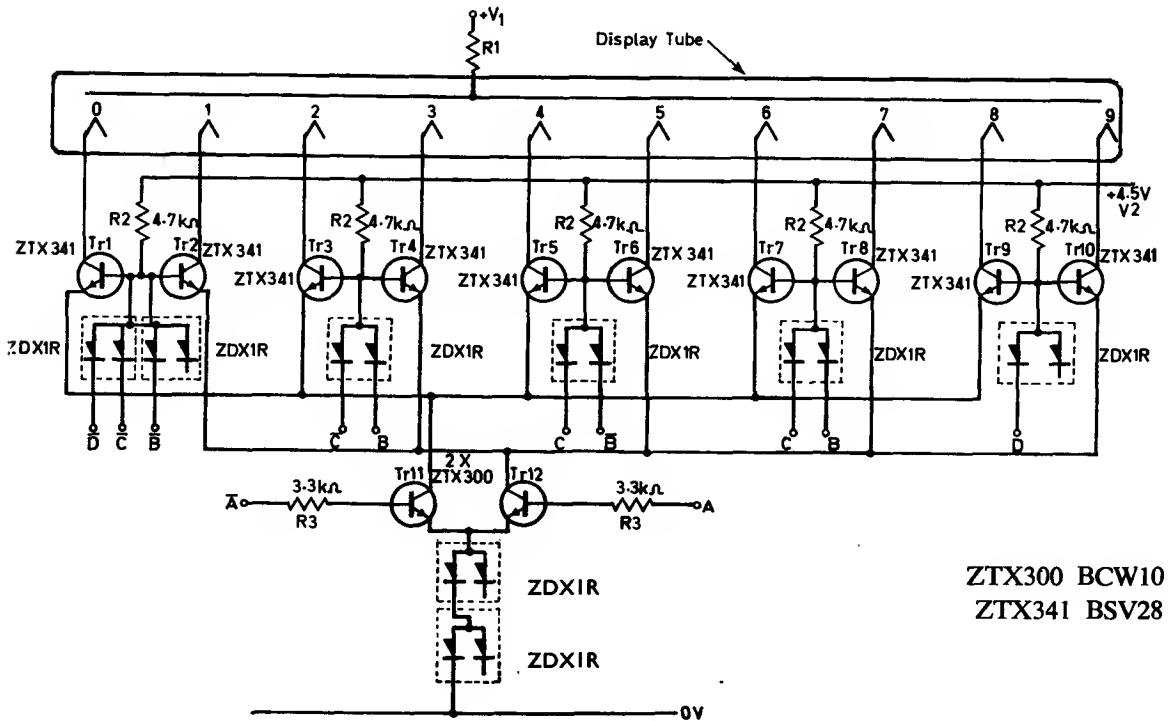 +V1
R1
Display Tube
0 1 2 3 4 5 6 7 8 9
+4.5V
V2
R2 4.7kΩ R2 4.7kΩ R2 4.7kΩ R2 4.7kΩ R2 4.7kΩ
ZTX341 Tr1 Tr2 ZTX341 Tr3 Tr4 ZTX341 Tr5 Tr6 ZTX341 Tr7 Tr8 ZTX341 Tr9 Tr10 ZTX341
ZTX341 ZTX341 ZTX341 ZTX341
ZDX1R ZDX1R ZDX1R ZDX1R ZDX1R ZDX1R
D̅ C̅ B̅ C̅ B C B̅ C B D
2 X
ZTX300
Tr11 Tr12
A̅ 3.3kΩ 3.3kΩ A
R3 R3
ZDX1R
ZDX1R
0V
ZTX300 BCW10
ZTX341 BSV28